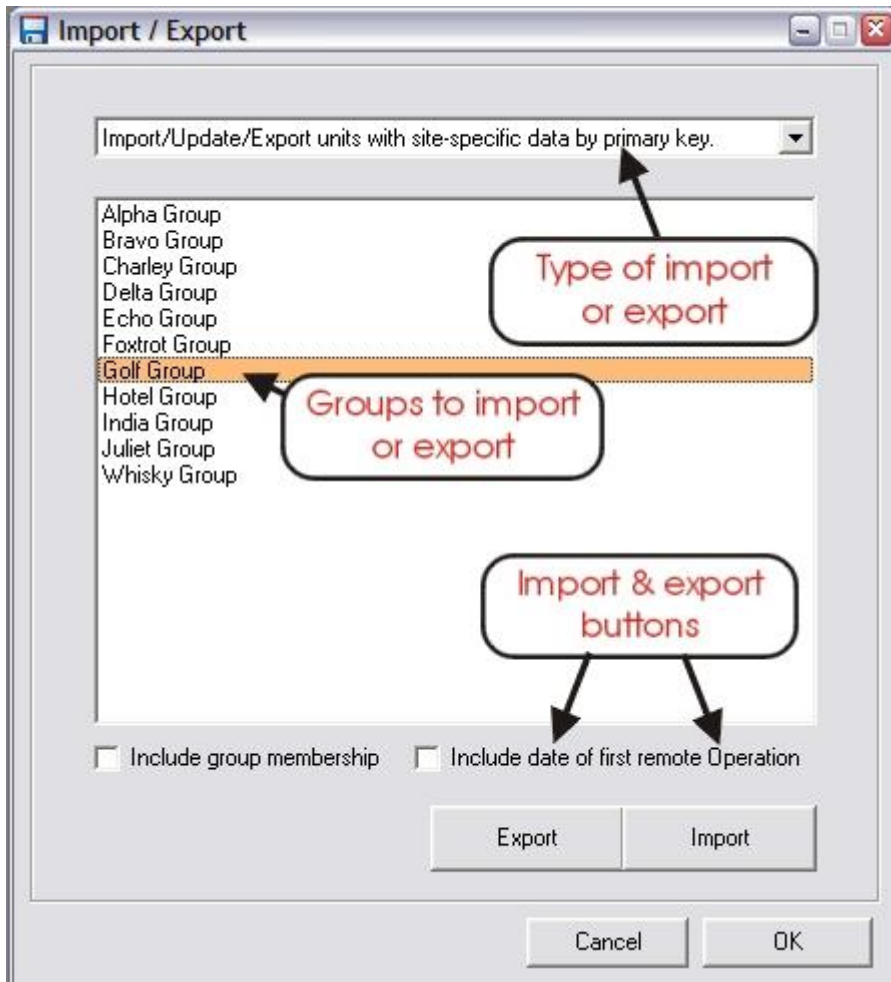 Import / Export
Import/Update/Export units with site-specific data by primary key.
Alpha Group
Bravo Group
Charley Group
Delta Group
Echo Group
Foxtrot Group
Golf Group
Hotel Group
India Group
Juliet Group
Whisky Group
Type of import
or export
Groups to import
or export
Import & export
buttons
Include group membership
Include date of first remote Operation
Export
Import
Cancel
OK